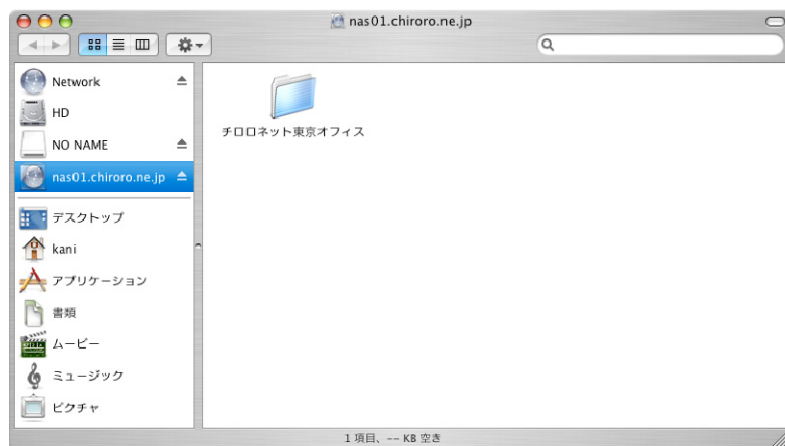 nas01.chiroro.ne.jp
Network
HD
NO NAME
nas01.chiroro.ne.jp
デスクトップ
kani
アプリケーション
書類
ムービー
ミュージック
ピクチャ
チロロネット東京オフィス
1 項目、-- KB 空き